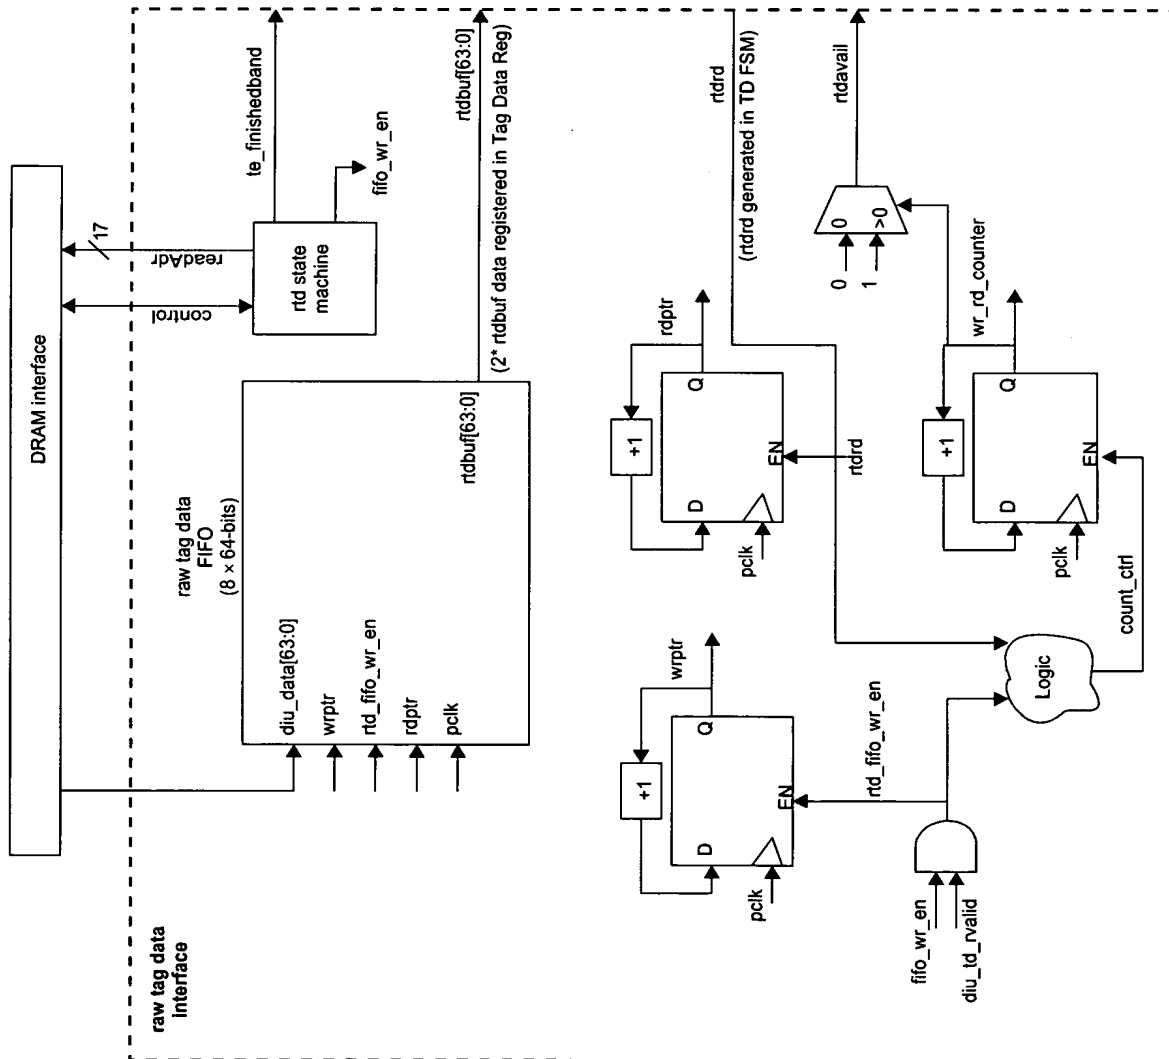 DRAM interface
control
readAdr
17
te_finishedband
rtd state
machine
fifo_wr_en
raw tag data
FIFO
(8 × 64-bits)
diu_data[63:0]
wrptr
rtd_fifo_wr_en
rdptr
pclk
rtdbuf[63:0]
rtdbuf[63:0]
(2* rtdbuf data registered in Tag Data Reg)
raw tag data
interface
rtdrd
(rtdrd generated in TD FSM)
wrptr
+1
D
Q
EN
pclk
rtd_fifo_wr_en
fifo_wr_en
diu_td_rvalid
rdptr
+1
D
Q
EN
pclk
rtdrd
Logic
count_ctrl
wr_rd_counter
+1
D
Q
EN
pclk
0
1
0
>0
rtdavail